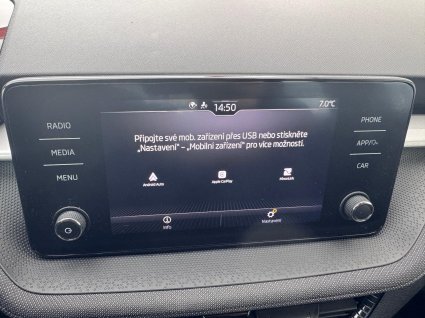 14:50
7.0°C
RADIO
MEDIA
MENU
Připojte své mob. zařízení přes USB nebo stiskněte
„Nastavení" – „Mobilní zařízení" pro více možností.
Android Auto
Apple CarPlay
MirrorLink
Info
Nastavení
PHONE
APP/
CAR